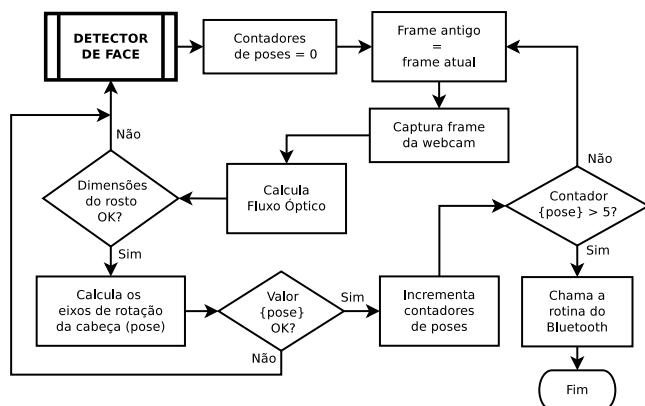 DETECTOR
DE FACE
Contadores
de poses = 0
Frame antigo
=
frame atual
Captura frame
da webcam
Calcula
Fluxo Óptico
Não
Dimensões
do rosto
OK?
Sim
Calcula os
eixos de rotação
da cabeça (pose)
Valor
{pose}
OK?
Sim
Não
Incrementa
contadores
de poses
Não
Contador
{pose} > 5?
Sim
Chama a
rotina do
Bluetooth
Fim